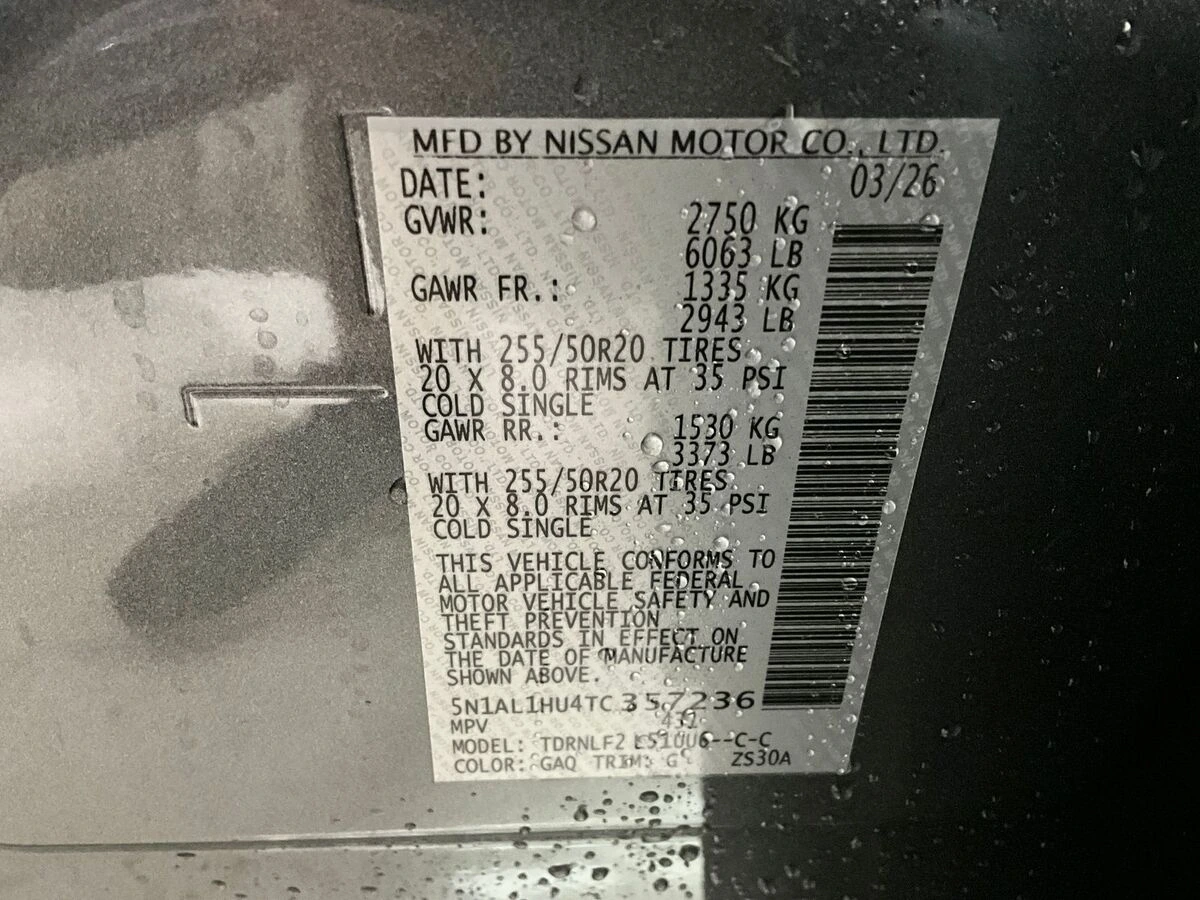 MFD BY NISSAN MOTOR CO., LTD.
DATE: 03/26
GVWR: 2750 KG
6063 LB
GAWR FR.: 1335 KG
2943 LB
WITH 255/50R20 TIRES
20 X 8.0 RIMS AT 35 PSI
COLD SINGLE
GAWR RR.: 1530 KG
3373 LB
WITH 255/50R20 TIRES
20 X 8.0 RIMS AT 35 PSI
COLD SINGLE
THIS VEHICLE CONFORMS TO
ALL APPLICABLE FEDERAL
MOTOR VEHICLE SAFETY AND
THEFT PREVENTION
STANDARDS IN EFFECT ON
THE DATE OF MANUFACTURE
SHOWN ABOVE.
5N1AL1HU4TC357236
MPV
MODEL: TDRNLF2 L51UU6--C-C
COLOR: GAQ TRIM: G ZS30A